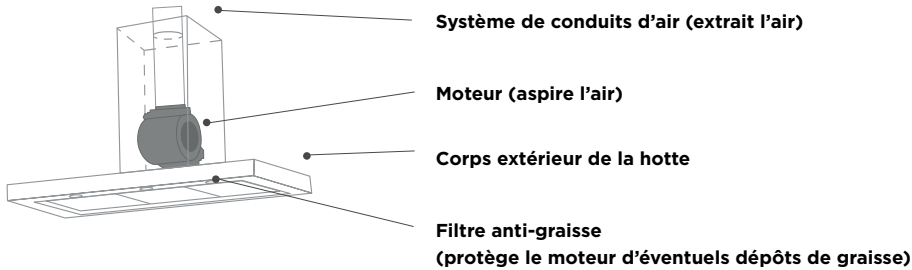 Système de conduits d’air (extrait l’air)
Moteur (aspire l’air)
Corps extérieur de la hotte
Filtre anti-graisse
(protège le moteur d’éventuels dépôts de graisse)